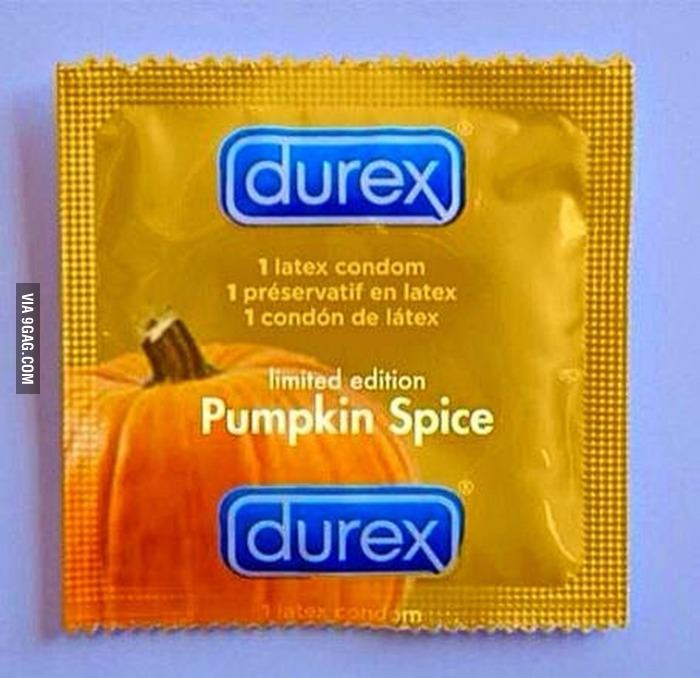 durex®
1 latex condom
1 préservatif en latex
1 condón de látex
limited edition
Pumpkin Spice
durex®
1 latex condom
VIA 9GAG.COM